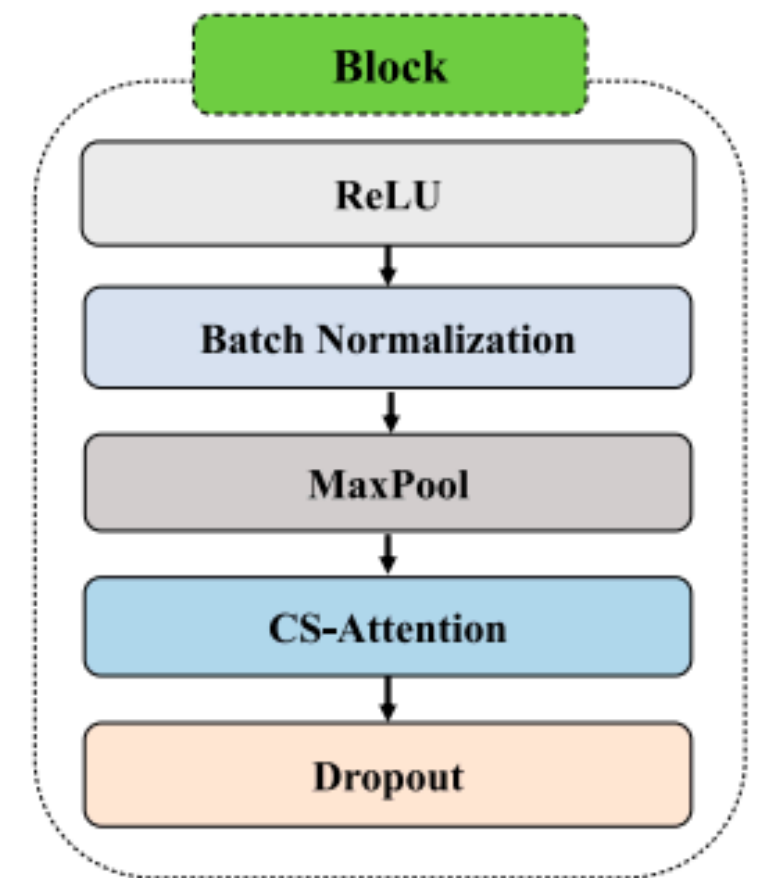 Block
ReLU
Batch Normalization
MaxPool
CS-Attention
Dropout